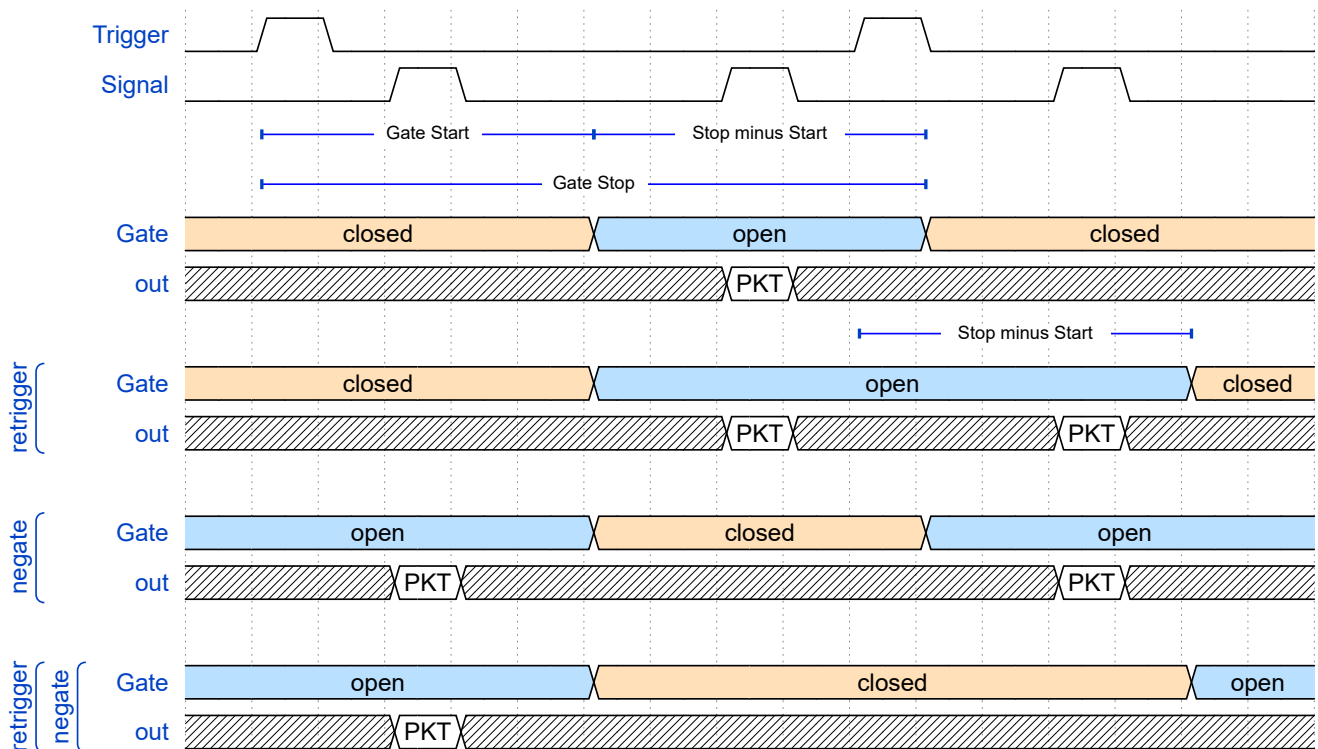 Trigger
Signal
Gate Start
Stop minus Start
Gate Stop
Gate
closed
open
closed
out
PKT
Stop minus Start
retrigger
Gate
closed
open
closed
out
PKT
PKT
negate
Gate
open
closed
open
out
PKT
PKT
retrigger
negate
Gate
open
closed
open
out
PKT